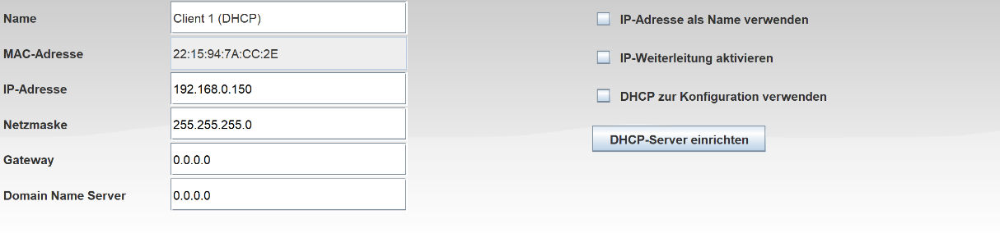 Name Client 1 (DHCP)
MAC-Adresse 22:15:94:7A:CC:2E
IP-Adresse 192.168.0.150
Netzmaske 255.255.255.0
Gateway 0.0.0.0
Domain Name Server 0.0.0.0
IP-Adresse als Name verwenden
IP-Weiterleitung aktivieren
DHCP zur Konfiguration verwenden
DHCP-Server einrichten